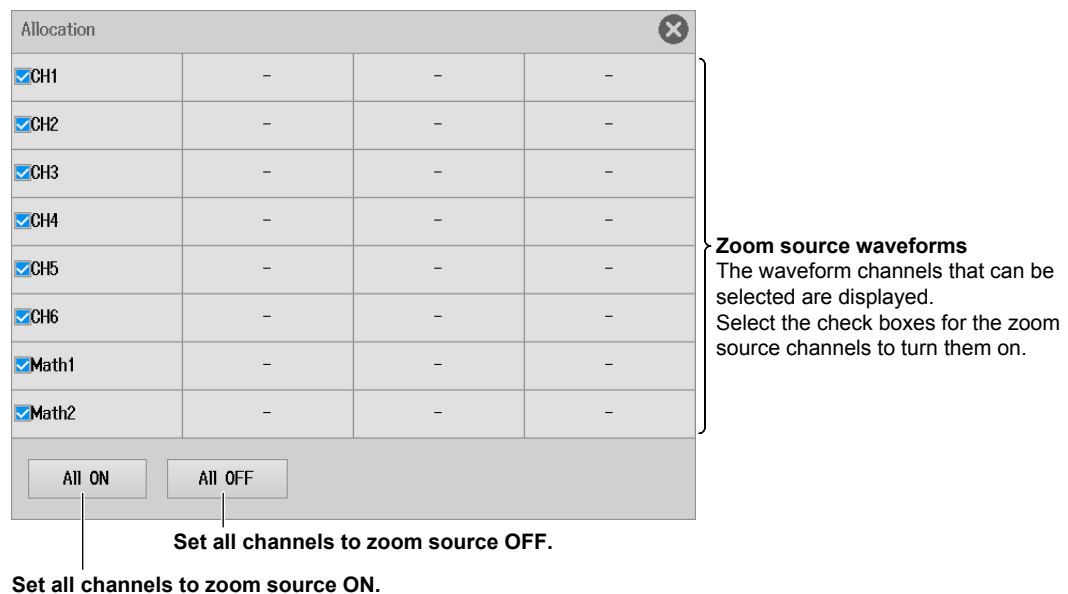 Allocation
CH1 - - -
CH2 - - -
CH3 - - -
CH4 - - -
CH5 - - -
CH6 - - -
Math1 - - -
Math2 - - -
All ON All OFF
Zoom source waveforms
The waveform channels that can be
selected are displayed.
Select the check boxes for the zoom
source channels to turn them on.
Set all channels to zoom source OFF.
Set all channels to zoom source ON.